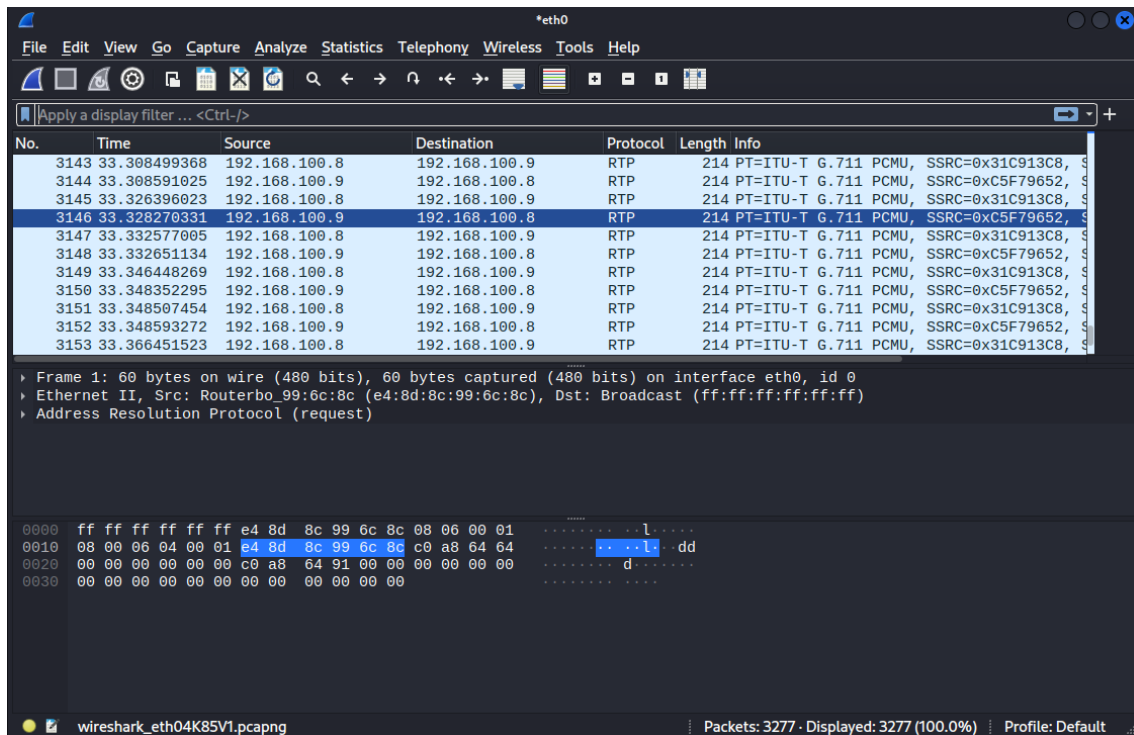 *eth0
File Edit View Go Capture Analyze Statistics Telephony Wireless Tools Help
Apply a display filter ... <Ctrl-/>
No. Time Source Destination Protocol Length Info
3143 33.308499368 192.168.100.8 192.168.100.9 RTP 214 PT=ITU-T G.711 PCMU, SSRC=0x31C913C8, S
3144 33.308591025 192.168.100.9 192.168.100.8 RTP 214 PT=ITU-T G.711 PCMU, SSRC=0xC5F79652, S
3145 33.326396023 192.168.100.8 192.168.100.9 RTP 214 PT=ITU-T G.711 PCMU, SSRC=0x31C913C8, S
3146 33.328270331 192.168.100.9 192.168.100.8 RTP 214 PT=ITU-T G.711 PCMU, SSRC=0xC5F79652, S
3147 33.332577005 192.168.100.8 192.168.100.9 RTP 214 PT=ITU-T G.711 PCMU, SSRC=0x31C913C8, S
3148 33.332651134 192.168.100.9 192.168.100.8 RTP 214 PT=ITU-T G.711 PCMU, SSRC=0xC5F79652, S
3149 33.346448269 192.168.100.8 192.168.100.9 RTP 214 PT=ITU-T G.711 PCMU, SSRC=0x31C913C8, S
3150 33.348352295 192.168.100.9 192.168.100.8 RTP 214 PT=ITU-T G.711 PCMU, SSRC=0xC5F79652, S
3151 33.348507454 192.168.100.8 192.168.100.9 RTP 214 PT=ITU-T G.711 PCMU, SSRC=0x31C913C8, S
3152 33.348593272 192.168.100.9 192.168.100.8 RTP 214 PT=ITU-T G.711 PCMU, SSRC=0xC5F79652, S
3153 33.366451523 192.168.100.8 192.168.100.9 RTP 214 PT=ITU-T G.711 PCMU, SSRC=0x31C913C8, S
Frame 1: 60 bytes on wire (480 bits), 60 bytes captured (480 bits) on interface eth0, id 0
Ethernet II, Src: Routerbo_99:6c:8c (e4:8d:8c:99:6c:8c), Dst: Broadcast (ff:ff:ff:ff:ff:ff)
Address Resolution Protocol (request)
0000 ff ff ff ff ff ff e4 8d 8c 99 6c 8c 08 06 00 01 ········ ··l·····
0010 08 00 06 04 00 01 e4 8d 8c 99 6c 8c c0 a8 64 64 ········ ··l···dd
0020 00 00 00 00 00 00 c0 a8 64 91 00 00 00 00 00 00 ········ d·······
0030 00 00 00 00 00 00 00 00 00 00 00 00 ········ ····
wireshark_eth04K85V1.pcapng Packets: 3277 · Displayed: 3277 (100.0%) Profile: Default